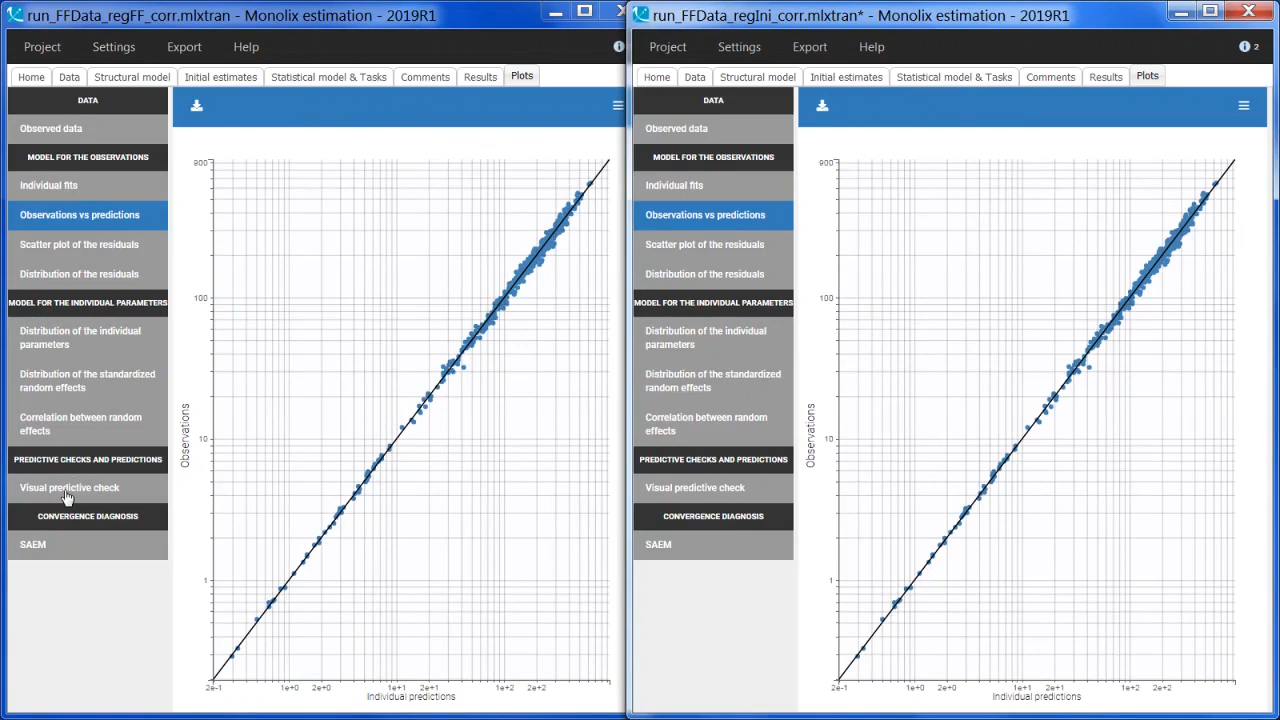 run_FFData_regFF_corr.mlxtran - Monolix estimation - 2019R1
Project Settings Export Help
Home Data Structural model Initial estimates Statistical model & Tasks Comments Results Plots
DATA
Observed data
MODEL FOR THE OBSERVATIONS
Individual fits
Observations vs predictions
Scatter plot of the residuals
Distribution of the residuals
MODEL FOR THE INDIVIDUAL PARAMETERS
Distribution of the individual
parameters
Distribution of the standardized
random effects
Correlation between random
effects
PREDICTIVE CHECKS AND PREDICTIONS
Visual predictive check
CONVERGENCE DIAGNOSIS
SAEM
900
100
10
1
Observations
2e-1 1e+0 2e+0 1e+1 2e+1 1e+2 2e+2
Individual predictions
run_FFData_regIni_corr.mlxtran* - Monolix estimation - 2019R1
Project Settings Export Help
2
Home Data Structural model Initial estimates Statistical model & Tasks Comments Results Plots
DATA
Observed data
MODEL FOR THE OBSERVATIONS
Individual fits
Observations vs predictions
Scatter plot of the residuals
Distribution of the residuals
MODEL FOR THE INDIVIDUAL PARAMETERS
Distribution of the individual
parameters
Distribution of the standardized
random effects
Correlation between random
effects
PREDICTIVE CHECKS AND PREDICTIONS
Visual predictive check
CONVERGENCE DIAGNOSIS
SAEM
900
100
10
1
Observations
2e-1 1e+0 2e+0 1e+1 2e+1 1e+2 2e+2
Individual predictions